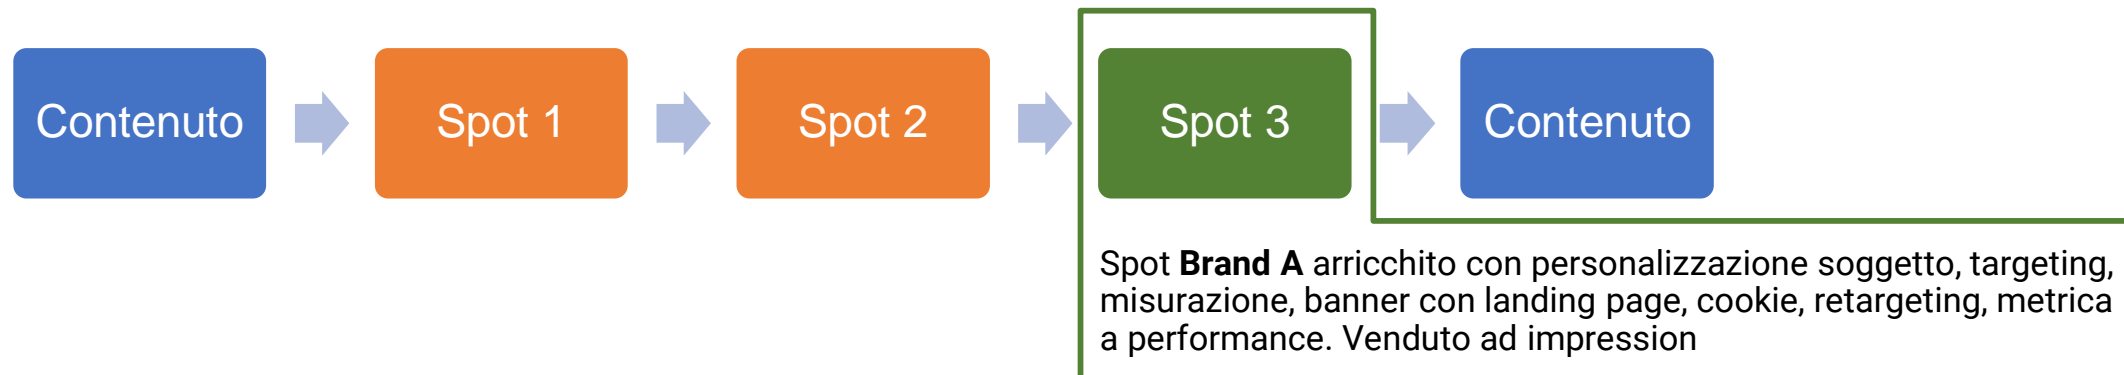 Contenuto
Spot 1
Spot 2
Spot 3
Contenuto
Spot Brand A arricchito con personalizzazione soggetto, targeting,
misurazione, banner con landing page, cookie, retargeting, metrica
a performance. Venduto ad impression